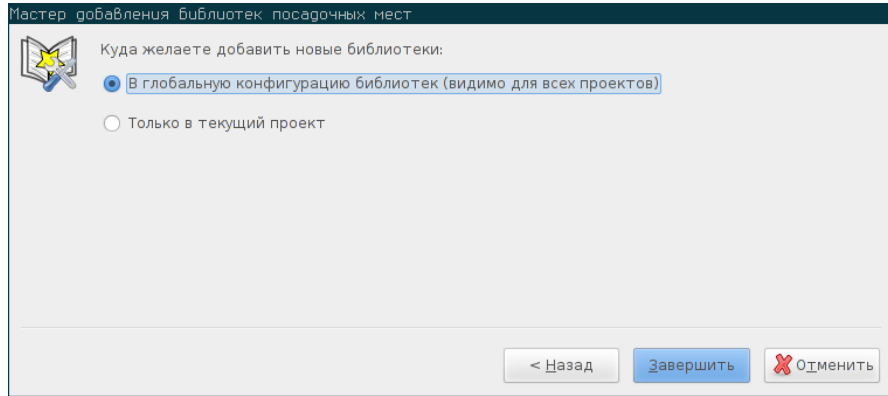 Мастер добавления библиотек посадочных мест
Куда желаете добавить новые библиотеки:
В глобальную конфигурацию библиотек (видимо для всех проектов)
Только в текущий проект
< Назад
Завершить
Отменить